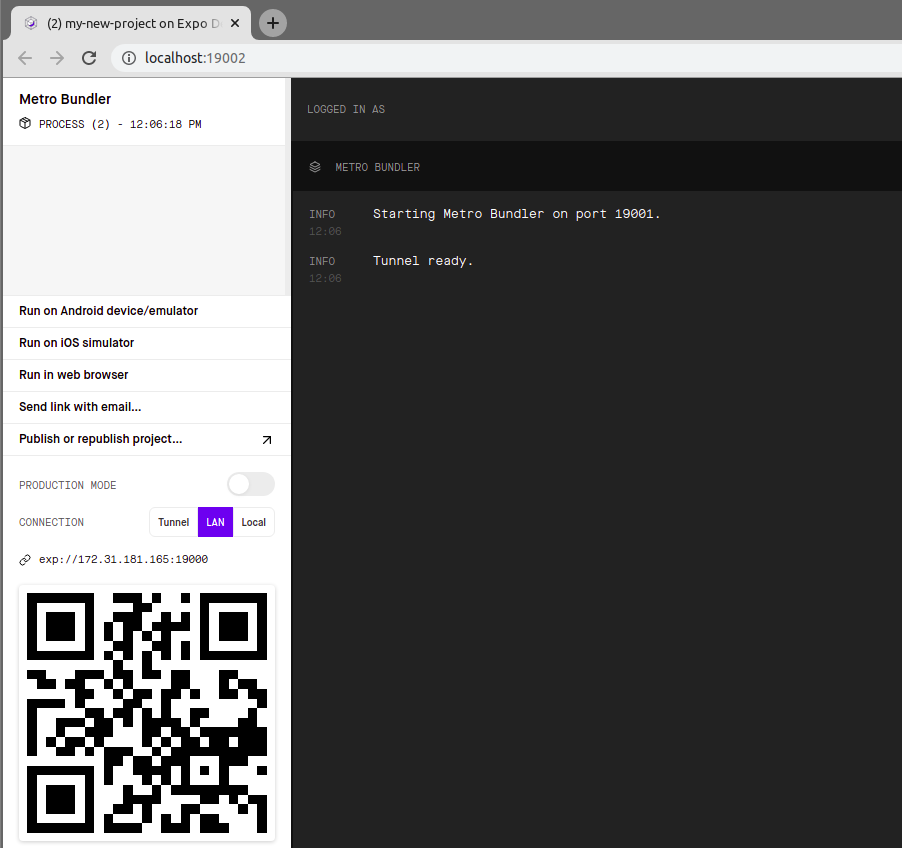 (2) my-new-project on Expo D
localhost:19002
Metro Bundler
PROCESS (2) - 12:06:18 PM
Run on Android device/emulator
Run on iOS simulator
Run in web browser
Send link with email...
Publish or republish project...
PRODUCTION MODE
CONNECTION Tunnel LAN Local
exp://172.31.181.165:19000
LOGGED IN AS
METRO BUNDLER
INFO Starting Metro Bundler on port 19001.
12:06
INFO Tunnel ready.
12:06